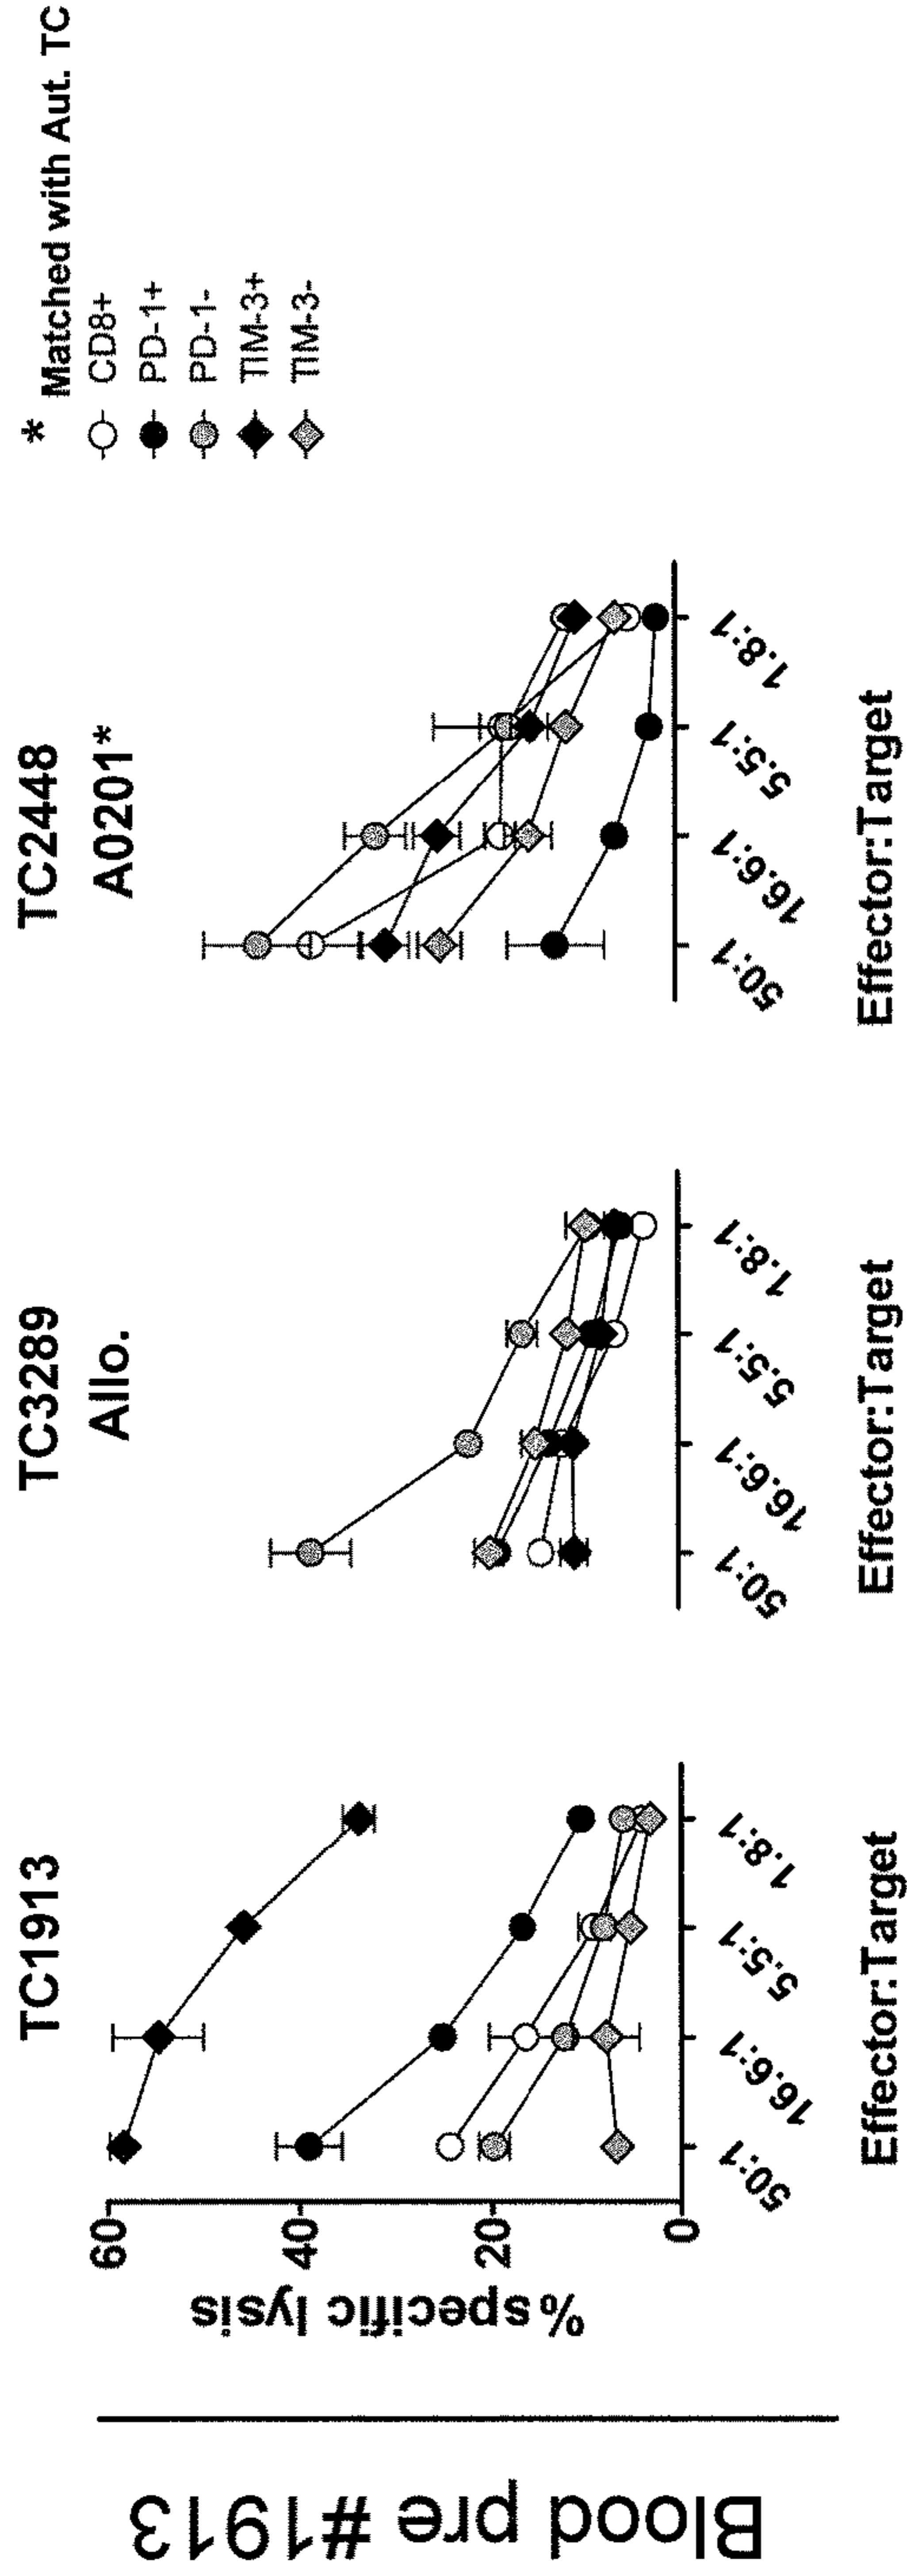 Blood pre #1913
% specific lysis
60
40
20
0
TC1913
50:1
16.6:1
5.5:1
1.8:1
Effector:Target
TC3289
Allo.
50:1
16.6:1
5.5:1
1.8:1
Effector:Target
TC2448
A0201*
50:1
16.6:1
5.5:1
1.8:1
Effector:Target
* Matched with Aut. TC
CD8+
PD-1+
PD-1-
TIM-3+
TIM-3-